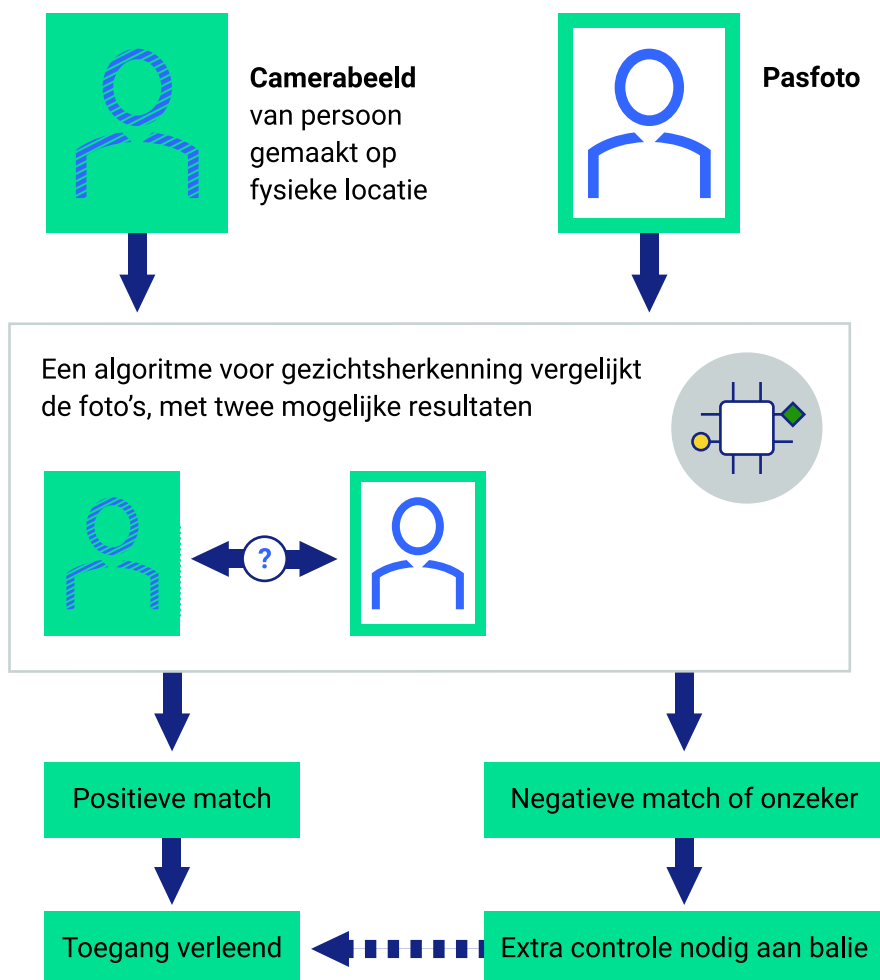 Camerabeeld
van persoon
gemaakt op
fysieke locatie
Pasfoto
Een algoritme voor gezichtsherkenning vergelijkt
de foto's, met twee mogelijke resultaten
?
Positieve match
Negatieve match of onzeker
Toegang verleend
Extra controle nodig aan balie